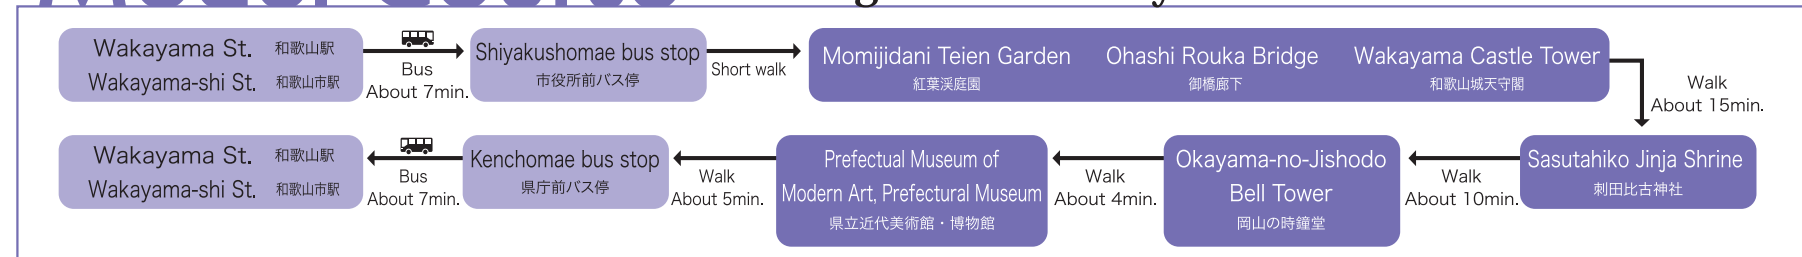 Wakayama St. 和歌山駅
Wakayama-shi St. 和歌山市駅
Bus
About 7min.
Shiyakushomae bus stop
市役所前バス停
Short walk
Momijidani Teien Garden
紅葉渓庭園
Ohashi Rouka Bridge
御橋廊下
Wakayama Castle Tower
和歌山城天守閣
Walk
About 15min.
Sasutahiko Jinja Shrine
刺田比古神社
Walk
About 10min.
Okayama-no-Jishodo
Bell Tower
岡山の時鐘堂
Walk
About 4min.
Prefectual Museum of
Modern Art, Prefectural Museum
県立近代美術館・博物館
Walk
About 5min.
Kenchomae bus stop
県庁前バス停
Bus
About 7min.
Wakayama St. 和歌山駅
Wakayama-shi St. 和歌山市駅